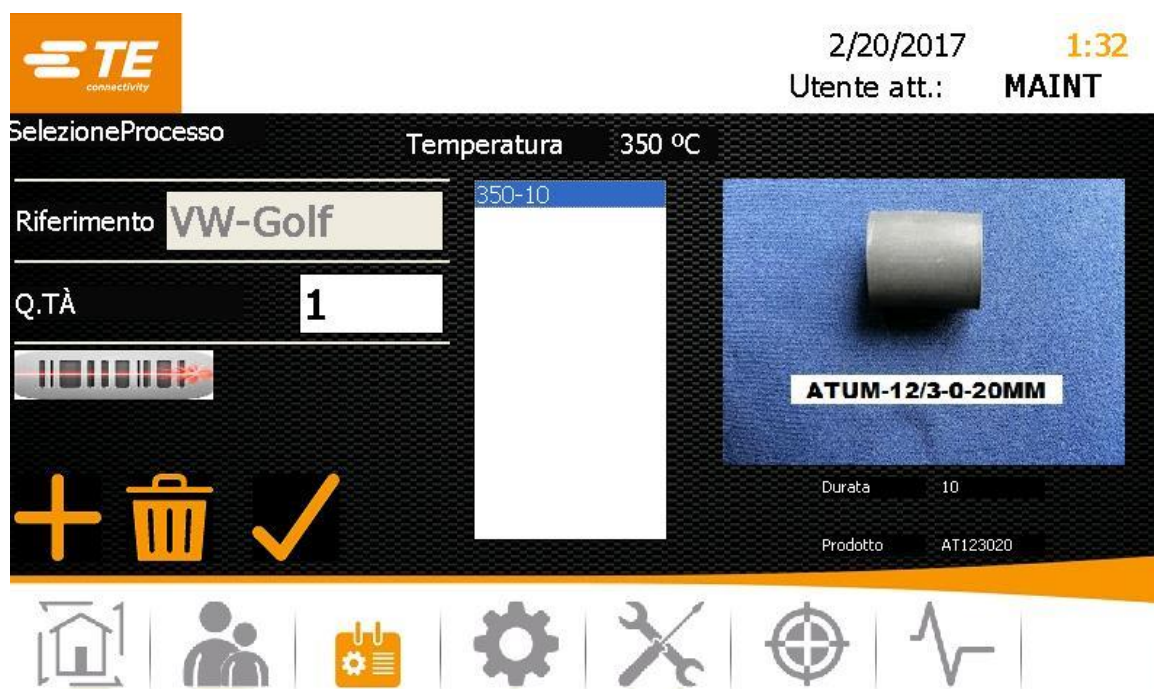 TE
connectivity
2/20/2017 1:32
Utente att.: MAINT
SelezioneProcesso
Temperatura 350 ºC
Riferimento VW-Golf
Q.TÀ 1
350-10
ATUM-12/3-0-20MM
Durata 10
Prodotto AT123020